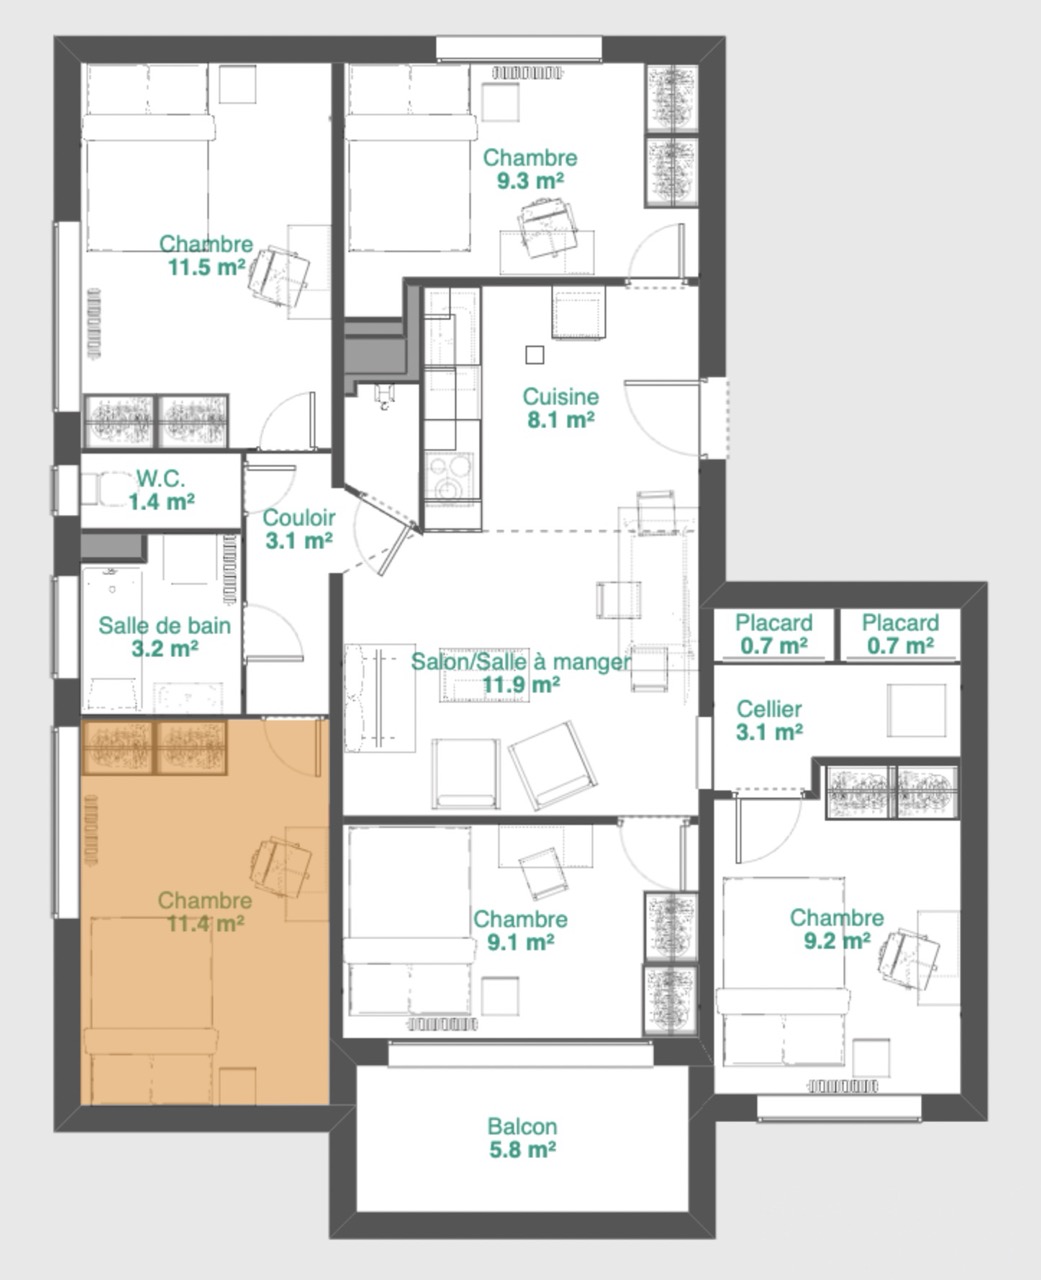 Chambre
9.3 m²
Chambre
11.5 m²
Cuisine
8.1 m²
W.C.
1.4 m²
Couloir
3.1 m²
Salle de bain
3.2 m²
Placard
0.7 m²
Placard
0.7 m²
Salon/Salle à manger
11.9 m²
Cellier
3.1 m²
Chambre
11.4 m²
Chambre
9.1 m²
Chambre
9.2 m²
Balcon
5.8 m²